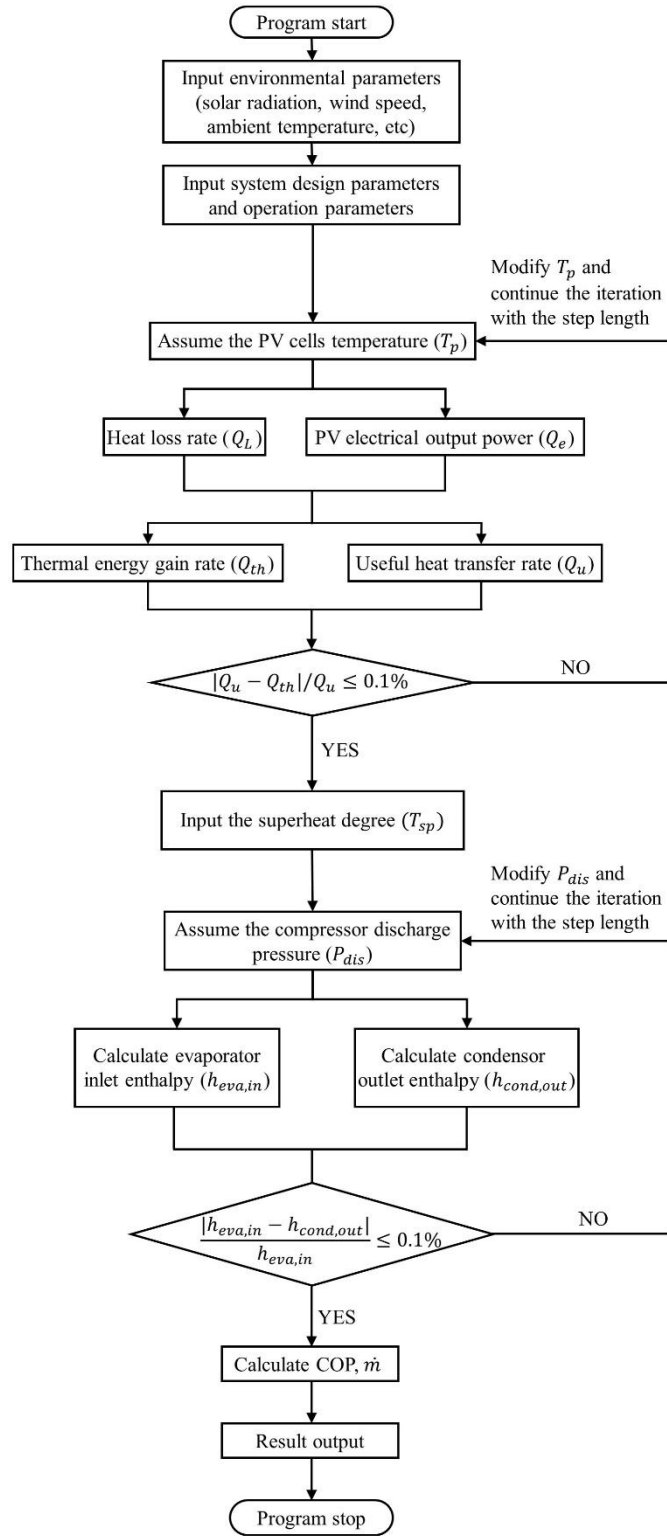 Program start
Input environmental parameters
(solar radiation, wind speed,
ambient temperature, etc)
Input system design parameters
and operation parameters
Modify T_p and
continue the iteration
with the step length
Assume the PV cells temperature (T_p)
Heat loss rate (Q_L)
PV electrical output power (Q_e)
Thermal energy gain rate (Q_th)
Useful heat transfer rate (Q_u)
|Q_u − Q_th|/Q_u ≤ 0.1%
NO
YES
Input the superheat degree (T_sp)
Modify P_dis and
continue the iteration
with the step length
Assume the compressor discharge
pressure (P_dis)
Calculate evaporator
inlet enthalpy (h_eva,in)
Calculate condensor
outlet enthalpy (h_cond,out)
|h_eva,in − h_cond,out|
h_eva,in
≤ 0.1%
NO
YES
Calculate COP, ṁ
Result output
Program stop